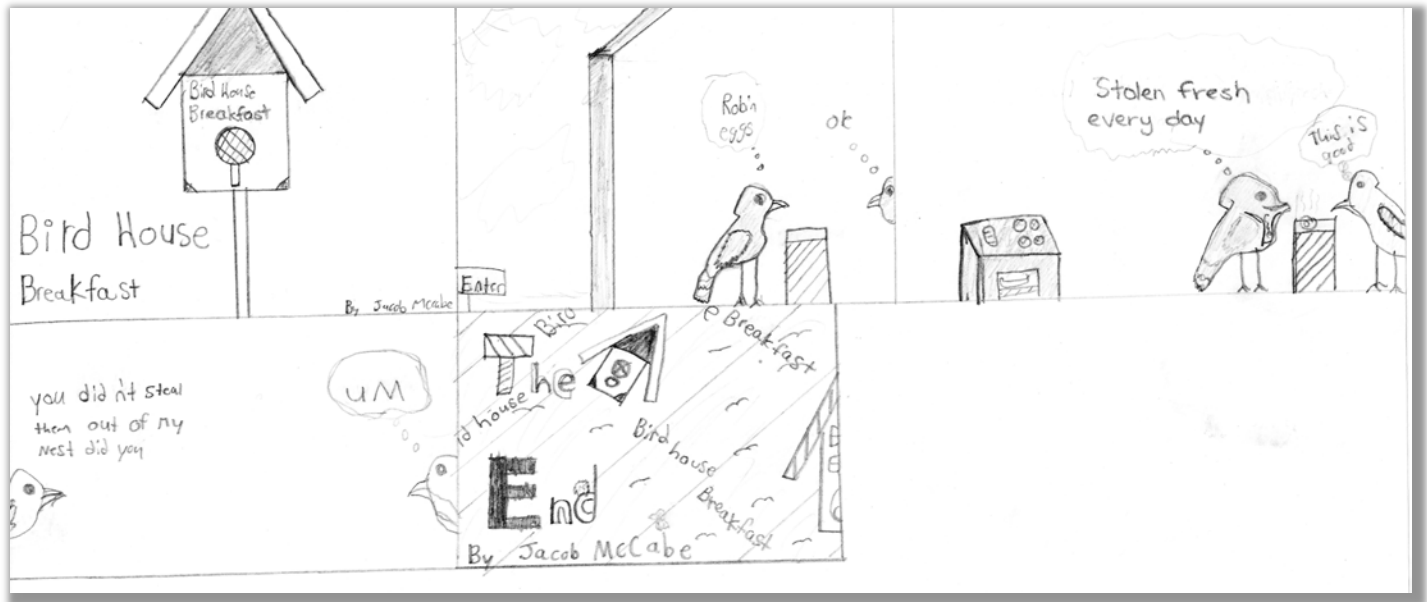 Bird House
Breakfast
Bird House
Breakfast
By Jacob McCabe
Enter
Robin
eggs
ok
Stolen fresh
every day
This is
good
you did n't steal
them out of my
nest did you
UM
The
End
Bird
e Breakfast
id house
Bird house
Breakfast
By Jacob McCabe